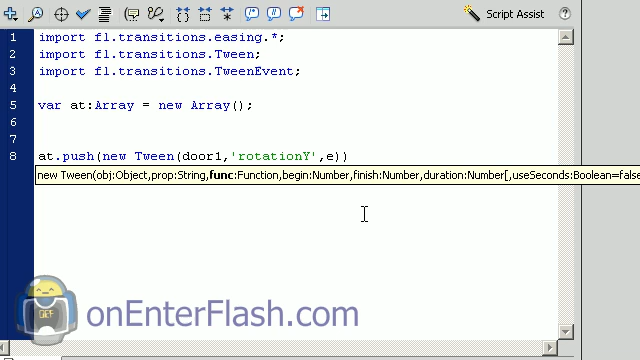 Script Assist
1 import fl.transitions.easing.*;
2 import fl.transitions.Tween;
3 import fl.transitions.TweenEvent;
4
5 var at:Array = new Array();
6
7
8 at.push(new Tween(door1,'rotationY',e))
new Tween(obj:Object,prop:String,func:Function,begin:Number,finish:Number,duration:Number[,useSeconds:Boolean=false
OEF
onEnterFlash.com